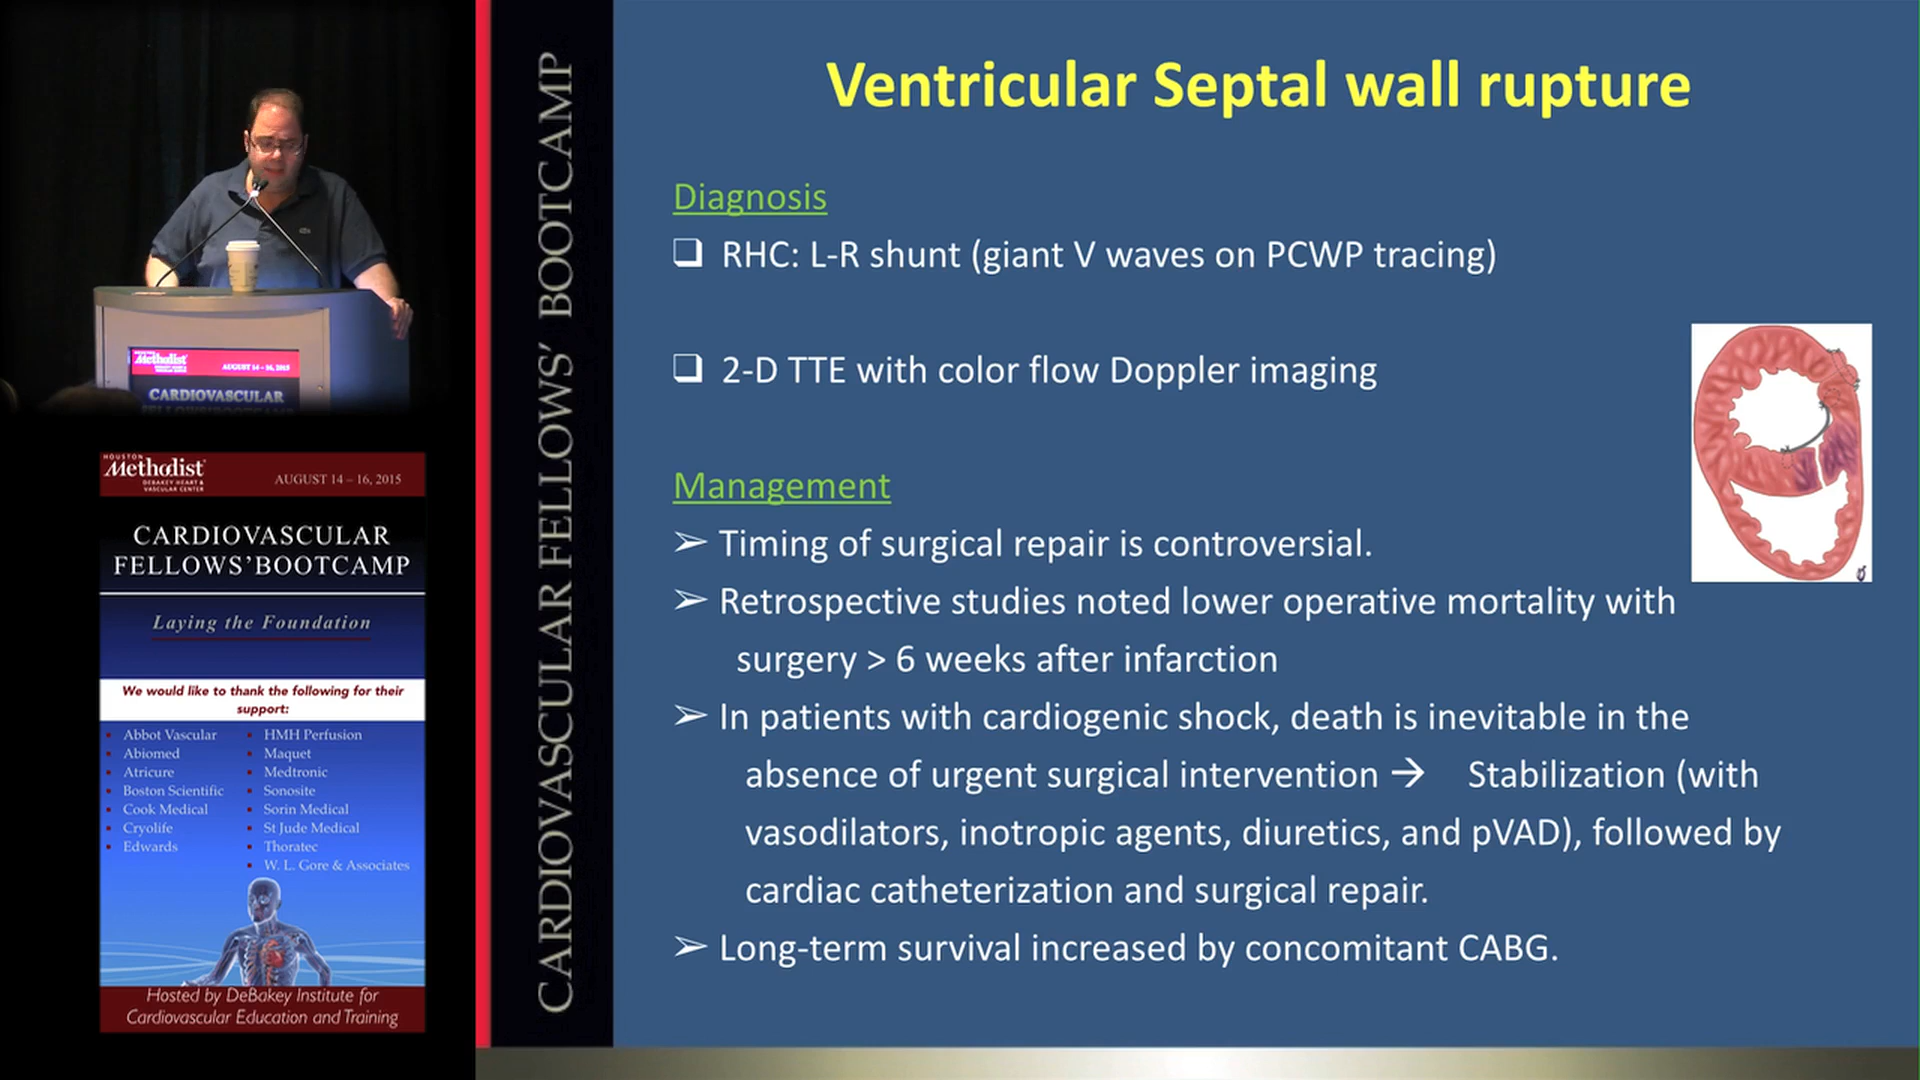 Ventricular Septal wall rupture
Diagnosis
❑ RHC: L-R shunt (giant V waves on PCWP tracing)
❑ 2-D TTE with color flow Doppler imaging
Management
➢ Timing of surgical repair is controversial.
➢ Retrospective studies noted lower operative mortality with
surgery > 6 weeks after infarction
➢ In patients with cardiogenic shock, death is inevitable in the
absence of urgent surgical intervention → Stabilization (with
vasodilators, inotropic agents, diuretics, and pVAD), followed by
cardiac catheterization and surgical repair.
➢ Long-term survival increased by concomitant CABG.
CARDIOVASCULAR FELLOWS' BOOTCAMP
Methodist
AUGUST 14 - 16, 2015
CARDIOVASCULAR
HOUSTON
Methodist
DEBAKEY HEART &
VASCULAR CENTER
AUGUST 14 – 16, 2015
CARDIOVASCULAR
FELLOWS'BOOTCAMP
Laying the Foundation
We would like to thank the following for their
support:
▪ Abbot Vascular
▪ Abiomed
▪ Atricure
▪ Boston Scientific
▪ Cook Medical
▪ Cryolife
▪ Edwards
▪ HMH Perfusion
▪ Maquet
▪ Medtronic
▪ Sonosite
▪ Sorin Medical
▪ St Jude Medical
▪ Thoratec
▪ W. L. Gore & Associates
Hosted by DeBakey Institute for
Cardiovascular Education and Training